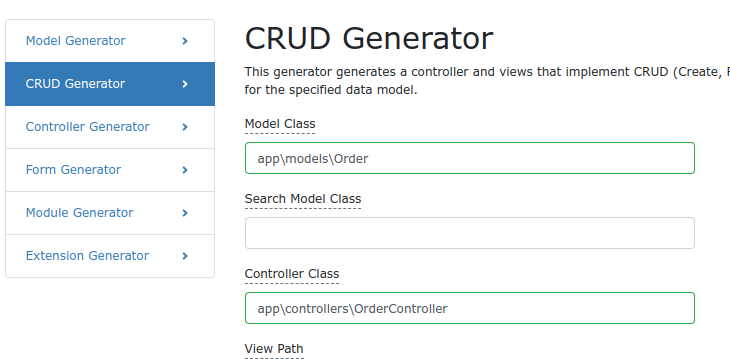 Model Generator
CRUD Generator
Controller Generator
Form Generator
Module Generator
Extension Generator
CRUD Generator
This generator generates a controller and views that implement CRUD (Create,
for the specified data model.
Model Class
app\models\Order
Search Model Class
Controller Class
app\controllers\OrderController
View Path